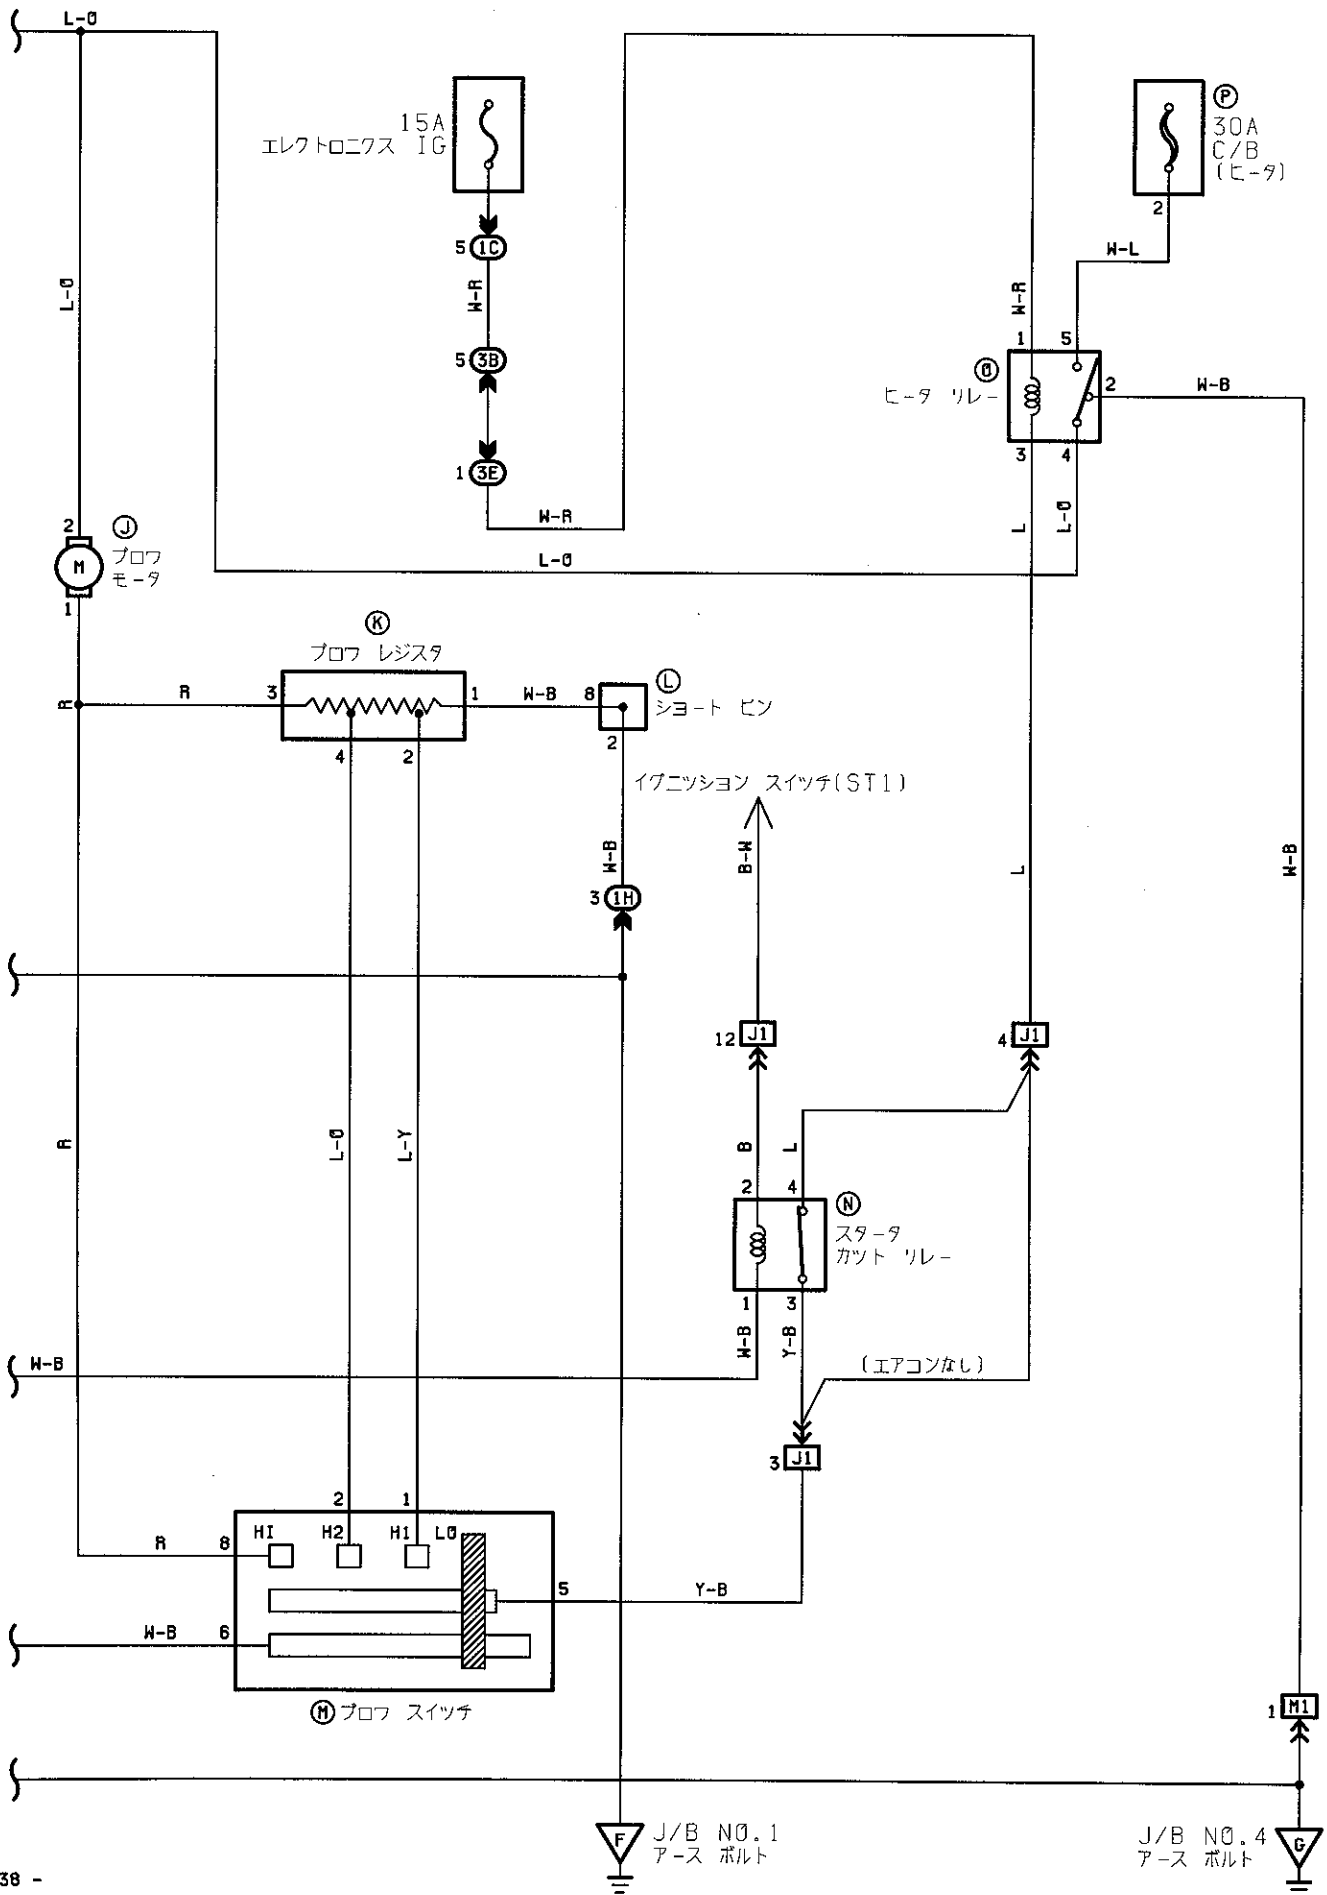 L-O
15A
エレクトロニクス IG
P
30A
C/B
(ヒータ)
2
5 1C
W-R
W-L
L-O
W-R
5 3B
1 5
O
ヒータ リレー
2
W-B
3 4
1 3E
W-R
L
L-O
L-O
2
J
ブロワ
モータ
M
1
K
ブロワ レジスタ
R
3
1
W-B
8
L
ショート ピン
R
4 2
2
イグニッション スイッチ(ST1)
W-B
B-W
L
W-B
3 1H
12 J1
4 J1
R
L-O
L-Y
B
L
2 4
N
スタータ
カット リレー
1 3
W-B
Y-B
W-B
(エアコンなし)
3 J1
2 1
HI H2 H1 LO
R
8
5
Y-B
W-B
6
M ブロワ スイッチ
1 M1
F
J/B NO.1
アース ボルト
J/B NO.4
アース ボルト
G
38 -